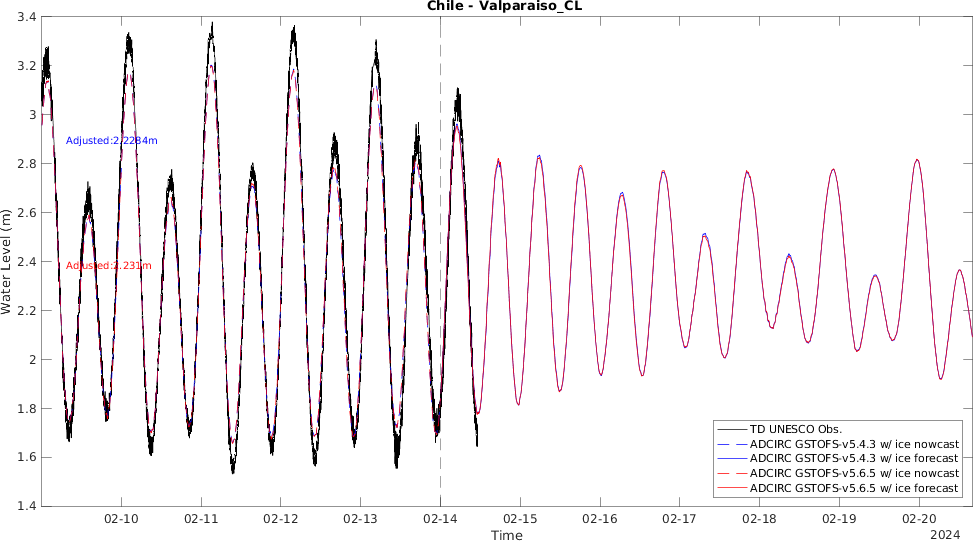 Chile - Valparaiso_CL
3.4
3.2
3
2.8
2.6
2.4
2.2
2
1.8
1.6
1.4
Water Level (m)
Adjusted:2.2284m
Adjusted:2.231m
TD UNESCO Obs.
ADCIRC GSTOFS-v5.4.3 w/ ice nowcast
ADCIRC GSTOFS-v5.4.3 w/ ice forecast
ADCIRC GSTOFS-v5.6.5 w/ ice nowcast
ADCIRC GSTOFS-v5.6.5 w/ ice forecast
02-10 02-11 02-12 02-13 02-14 02-15 02-16 02-17 02-18 02-19 02-20
Time
2024